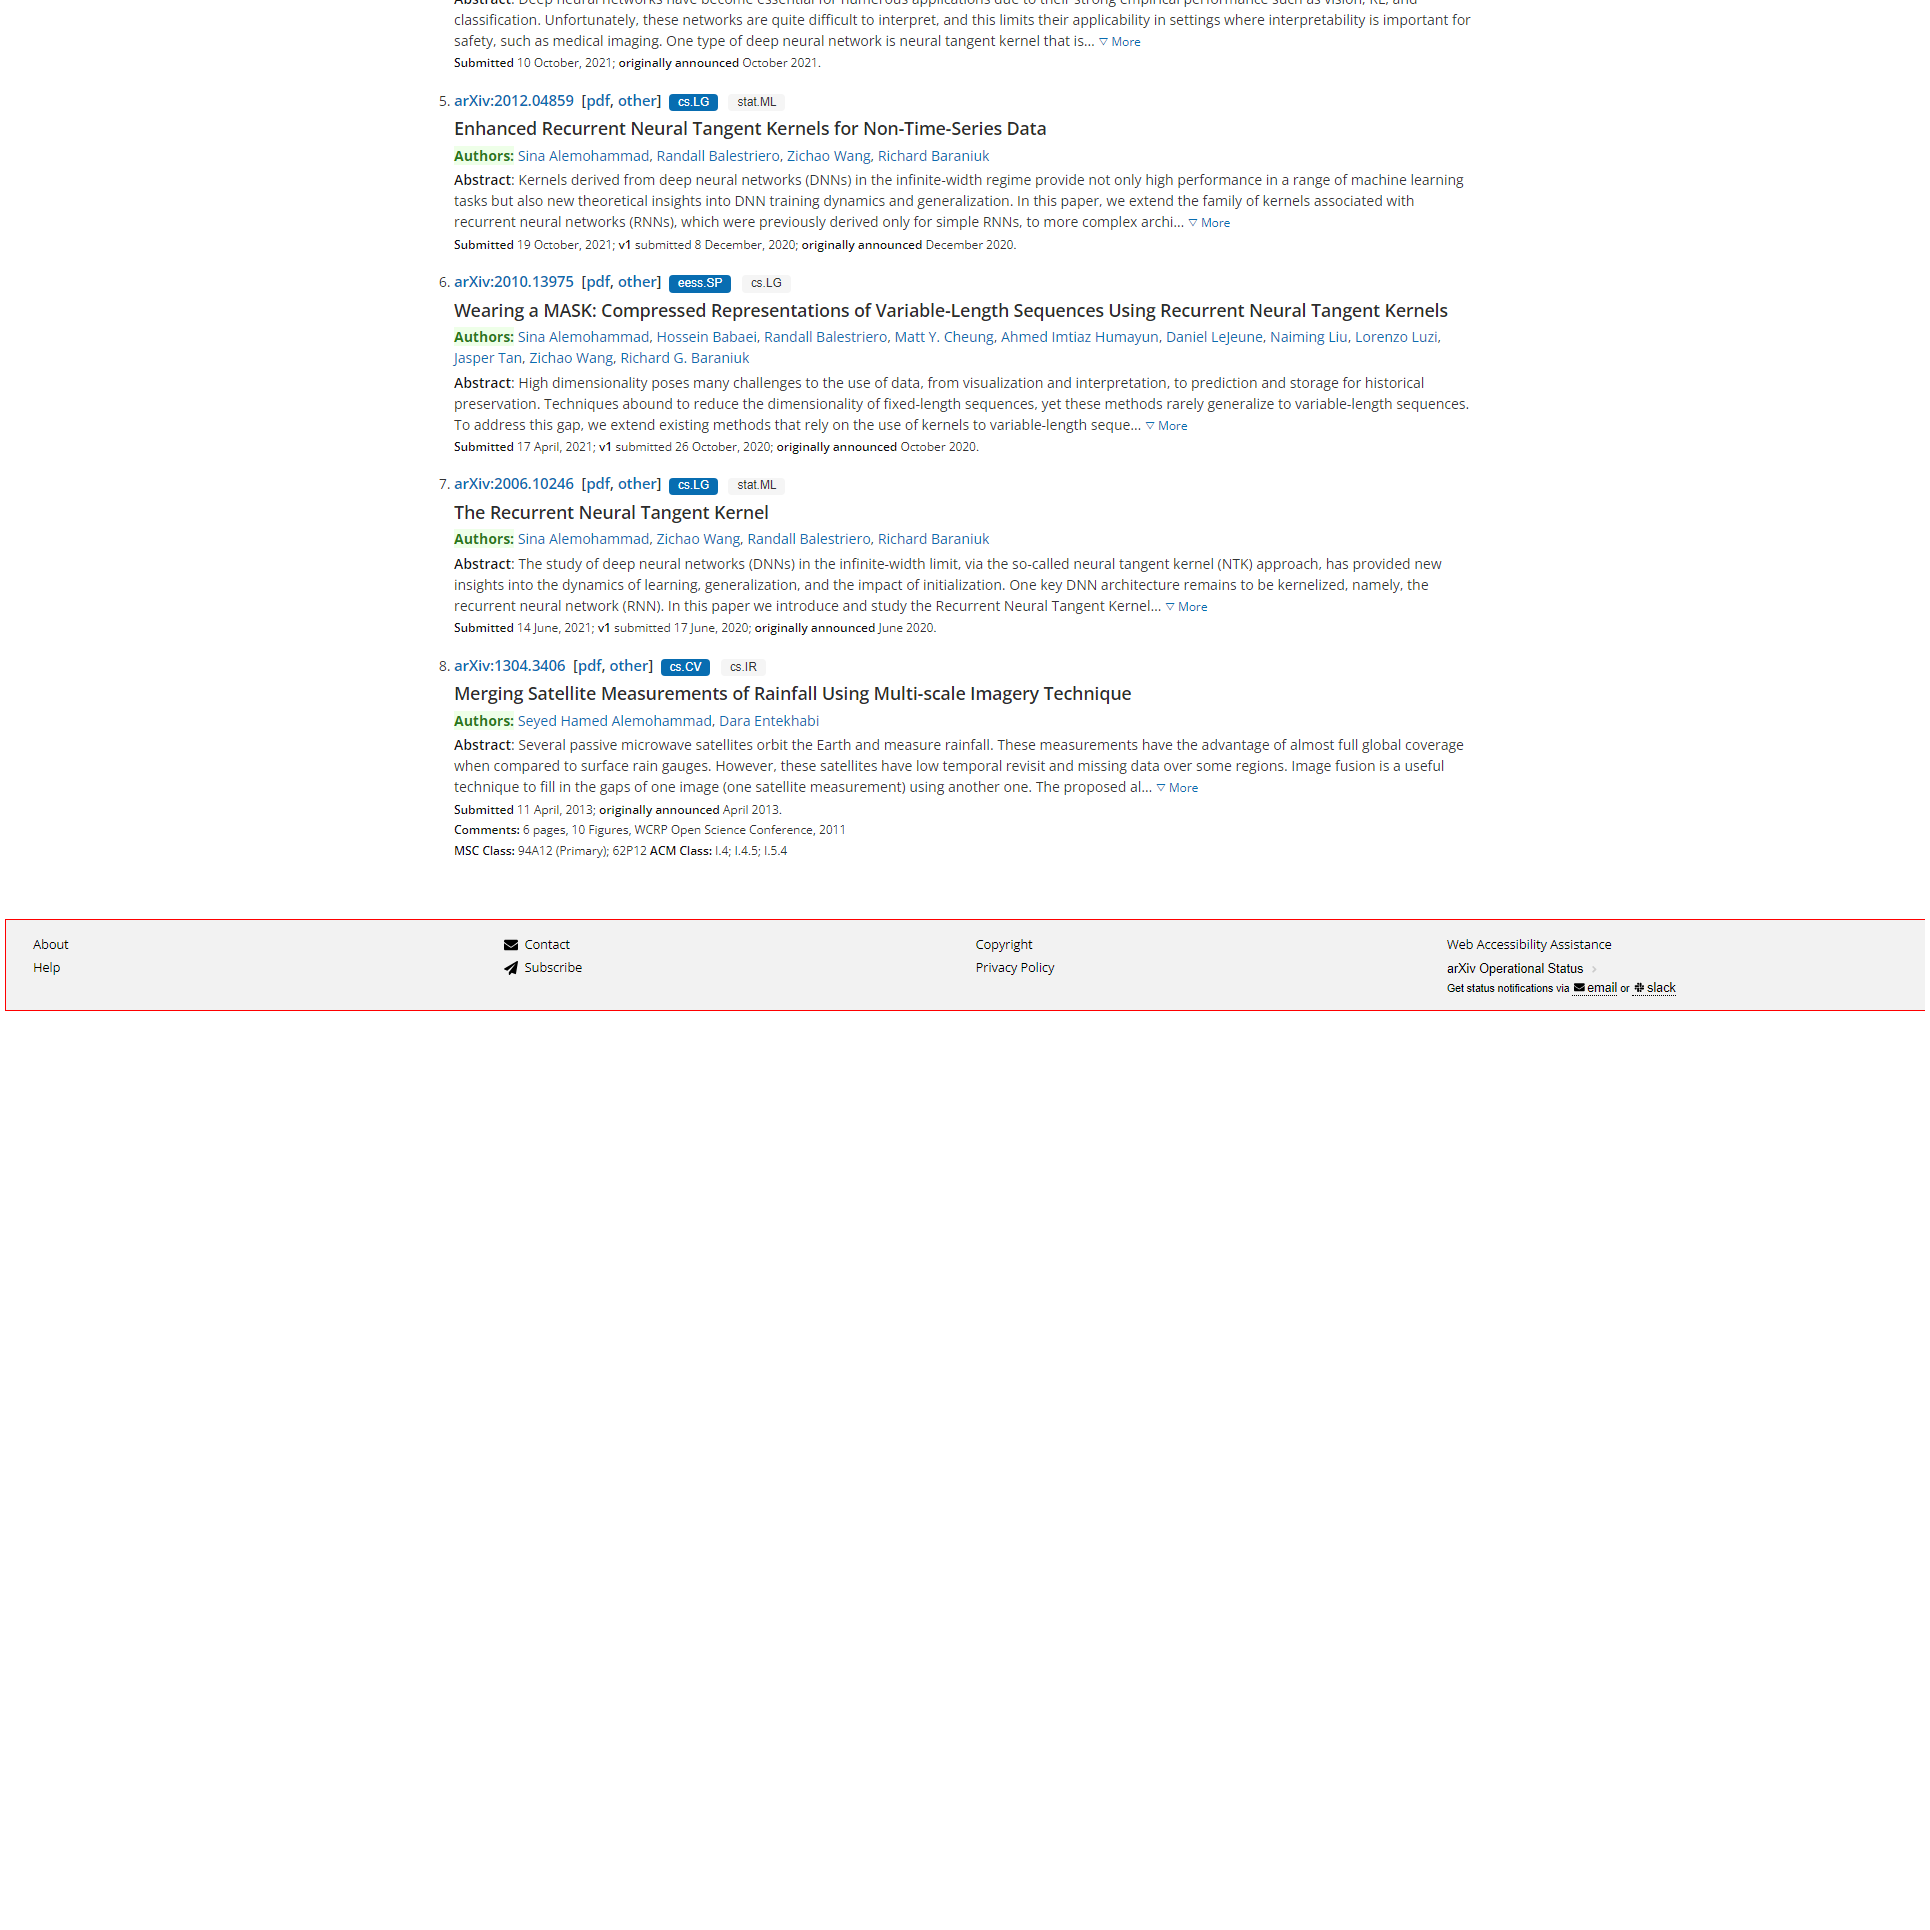 Abstract: Deep neural networks have become essential for numerous applications due to their strong empirical performance such as vision, RL, and
classification. Unfortunately, these networks are quite difficult to interpret, and this limits their applicability in settings where interpretability is important for
safety, such as medical imaging. One type of deep neural network is neural tangent kernel that is... ▽ More
Submitted 10 October, 2021; originally announced October 2021.
5. arXiv:2012.04859 [pdf, other] cs.LG stat.ML
Enhanced Recurrent Neural Tangent Kernels for Non-Time-Series Data
Authors: Sina Alemohammad, Randall Balestriero, Zichao Wang, Richard Baraniuk
Abstract: Kernels derived from deep neural networks (DNNs) in the infinite-width regime provide not only high performance in a range of machine learning
tasks but also new theoretical insights into DNN training dynamics and generalization. In this paper, we extend the family of kernels associated with
recurrent neural networks (RNNs), which were previously derived only for simple RNNs, to more complex archi... ▽ More
Submitted 19 October, 2021; v1 submitted 8 December, 2020; originally announced December 2020.
6. arXiv:2010.13975 [pdf, other] eess.SP cs.LG
Wearing a MASK: Compressed Representations of Variable-Length Sequences Using Recurrent Neural Tangent Kernels
Authors: Sina Alemohammad, Hossein Babaei, Randall Balestriero, Matt Y. Cheung, Ahmed Imtiaz Humayun, Daniel LeJeune, Naiming Liu, Lorenzo Luzi,
Jasper Tan, Zichao Wang, Richard G. Baraniuk
Abstract: High dimensionality poses many challenges to the use of data, from visualization and interpretation, to prediction and storage for historical
preservation. Techniques abound to reduce the dimensionality of fixed-length sequences, yet these methods rarely generalize to variable-length sequences.
To address this gap, we extend existing methods that rely on the use of kernels to variable-length seque... ▽ More
Submitted 17 April, 2021; v1 submitted 26 October, 2020; originally announced October 2020.
7. arXiv:2006.10246 [pdf, other] cs.LG stat.ML
The Recurrent Neural Tangent Kernel
Authors: Sina Alemohammad, Zichao Wang, Randall Balestriero, Richard Baraniuk
Abstract: The study of deep neural networks (DNNs) in the infinite-width limit, via the so-called neural tangent kernel (NTK) approach, has provided new
insights into the dynamics of learning, generalization, and the impact of initialization. One key DNN architecture remains to be kernelized, namely, the
recurrent neural network (RNN). In this paper we introduce and study the Recurrent Neural Tangent Kernel... ▽ More
Submitted 14 June, 2021; v1 submitted 17 June, 2020; originally announced June 2020.
8. arXiv:1304.3406 [pdf, other] cs.CV cs.IR
Merging Satellite Measurements of Rainfall Using Multi-scale Imagery Technique
Authors: Seyed Hamed Alemohammad, Dara Entekhabi
Abstract: Several passive microwave satellites orbit the Earth and measure rainfall. These measurements have the advantage of almost full global coverage
when compared to surface rain gauges. However, these satellites have low temporal revisit and missing data over some regions. Image fusion is a useful
technique to fill in the gaps of one image (one satellite measurement) using another one. The proposed al... ▽ More
Submitted 11 April, 2013; originally announced April 2013.
Comments: 6 pages, 10 Figures, WCRP Open Science Conference, 2011
MSC Class: 94A12 (Primary); 62P12 ACM Class: I.4; I.4.5; I.5.4
About
Help
Contact
Subscribe
Copyright
Privacy Policy
Web Accessibility Assistance
arXiv Operational Status
Get status notifications via email or slack